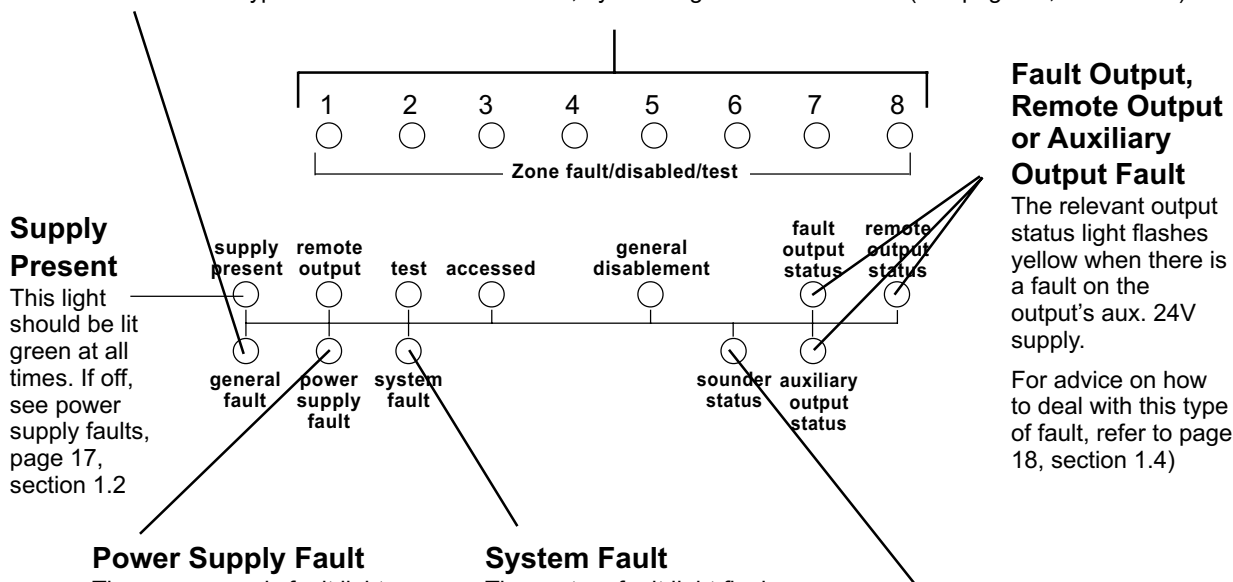 1 2 3 4 5 6 7 8
Zone fault/disabled/test
Fault Output,
Remote Output
or Auxiliary
Output Fault
The relevant output
status light flashes
yellow when there is
a fault on the
output's aux. 24V
supply.
For advice on how
to deal with this type
of fault, refer to page
18, section 1.4)
Supply
Present
This light
should be lit
green at all
times. If off,
see power
supply faults,
page 17,
section 1.2
supply
present
remote
output
test
accessed
general
disablement
fault
output
status
remote
output
status
general
fault
power
supply
fault
system
fault
sounder
status
auxiliary
output
status
Power Supply Fault
System Fault